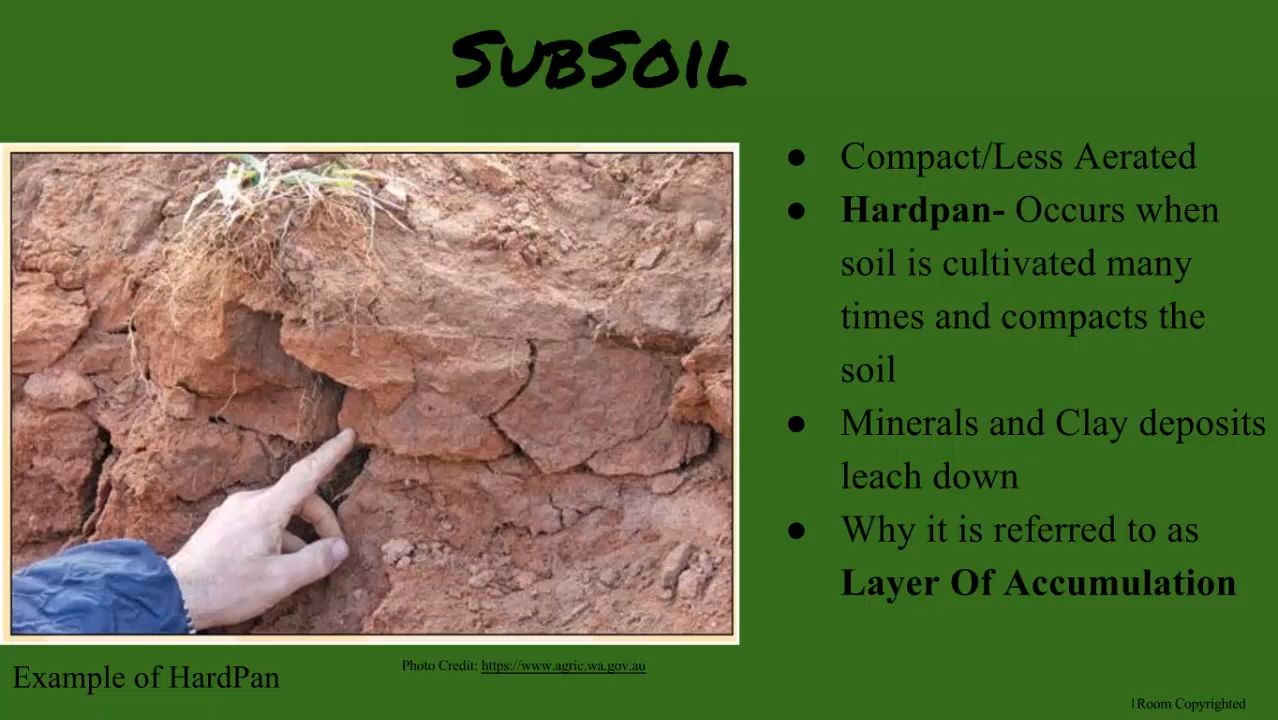 SubSoil
● Compact/Less Aerated
● Hardpan- Occurs when
soil is cultivated many
times and compacts the
soil
● Minerals and Clay deposits
leach down
● Why it is referred to as
Layer Of Accumulation
Example of HardPan
Photo Credit: https://www.agric.wa.gov.au
1Room Copyrighted